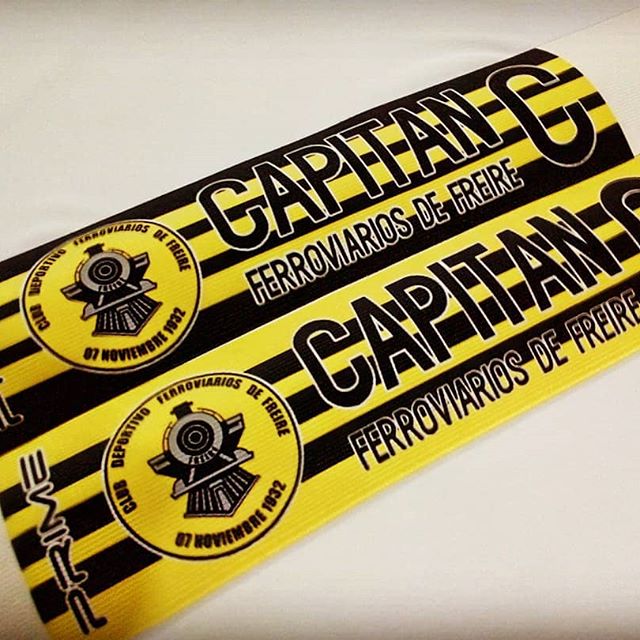 CAPITAN C
FERROVIARIOS DE FREIRE
CLUB DEPORTIVO FERROVIARIOS DE FREIRE
07 NOVIEMBRE 1932
CAPITAN C
FERROVIARIOS DE FREIRE
CLUB DEPORTIVO FERROVIARIOS DE FREIRE
FREIRE
07 NOVIEMBRE 1932
PRIME